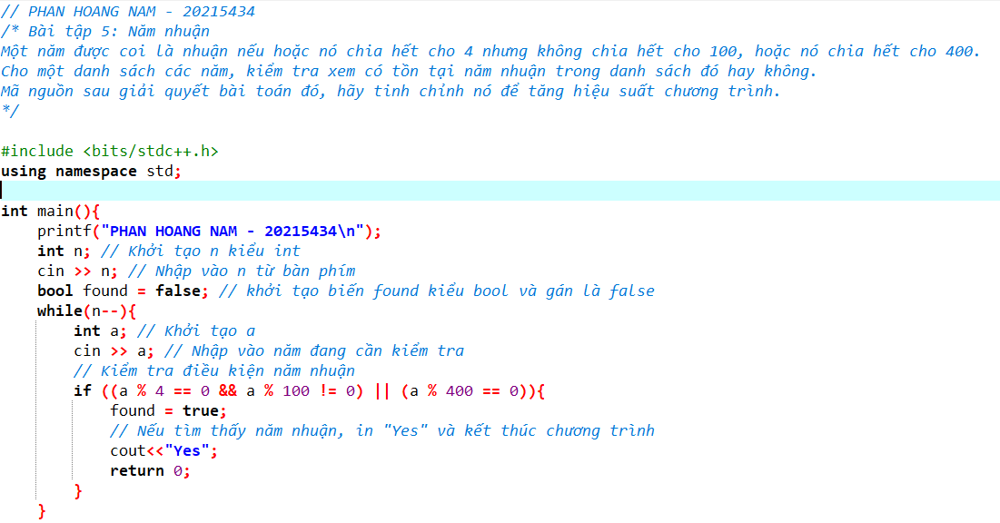 // PHAN HOANG NAM - 20215434
/* Bài tập 5: Năm nhuận
Một năm được coi là nhuận nếu hoặc nó chia hết cho 4 nhưng không chia hết cho 100, hoặc nó chia hết cho 400.
Cho một danh sách các năm, kiểm tra xem có tồn tại năm nhuận trong danh sách đó hay không.
Mã nguồn sau giải quyết bài toán đó, hãy tinh chỉnh nó để tăng hiệu suất chương trình.
*/
#include <bits/stdc++.h>
using namespace std;
int main(){
    printf("PHAN HOANG NAM - 20215434\n");
    int n; // Khởi tạo n kiểu int
    cin >> n; // Nhập vào n từ bàn phím
    bool found = false; // khởi tạo biến found kiểu bool và gán là false
    while(n--){
        int a; // Khởi tạo a
        cin >> a; // Nhập vào năm đang cần kiểm tra
        // Kiểm tra điều kiện năm nhuận
        if ((a % 4 == 0 && a % 100 != 0) || (a % 400 == 0)){
            found = true;
            // Nếu tìm thấy năm nhuận, in "Yes" và kết thúc chương trình
            cout<<"Yes";
            return 0;
        }
    }